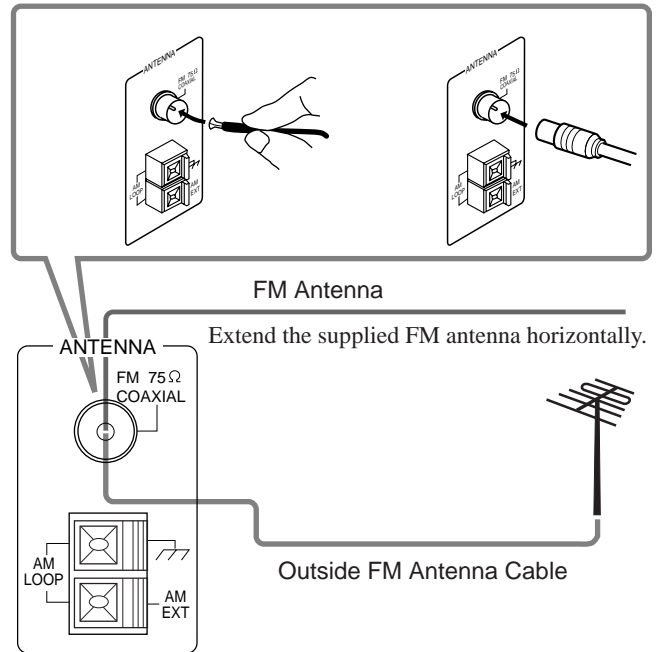 ANTENNA
FM 75Ω
COAXIAL
AM
LOOP
AM
EXT
ANTENNA
FM 75Ω
COAXIAL
AM
LOOP
AM
EXT
FM Antenna
Extend the supplied FM antenna horizontally.
ANTENNA
FM 75Ω
COAXIAL
AM
LOOP
AM
EXT
Outside FM Antenna Cable